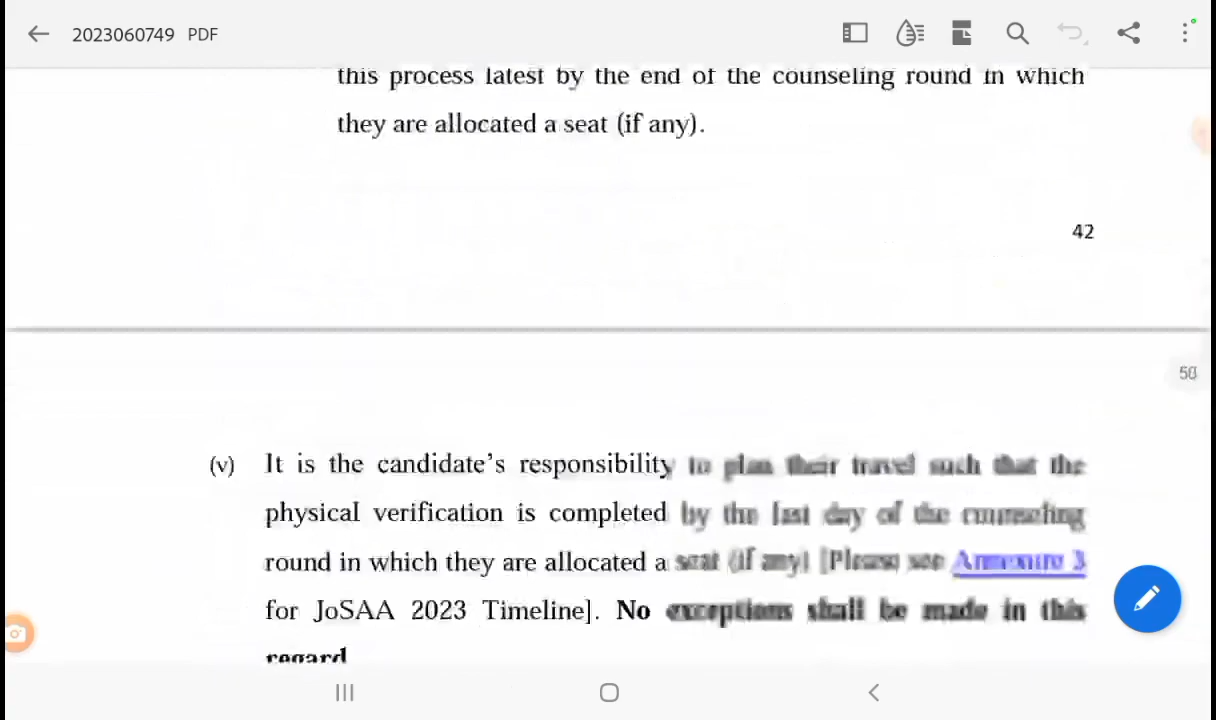 2023060749 PDF
this process latest by the end of the counseling round in which
they are allocated a seat (if any).
42
50
(v) It is the candidate's responsibility to plan their travel such that the
physical verification is completed by the last day of the counseling
round in which they are allocated a seat (if any) [Please see Annexure 3
for JoSAA 2023 Timeline]. No exceptions shall be made in this
regard